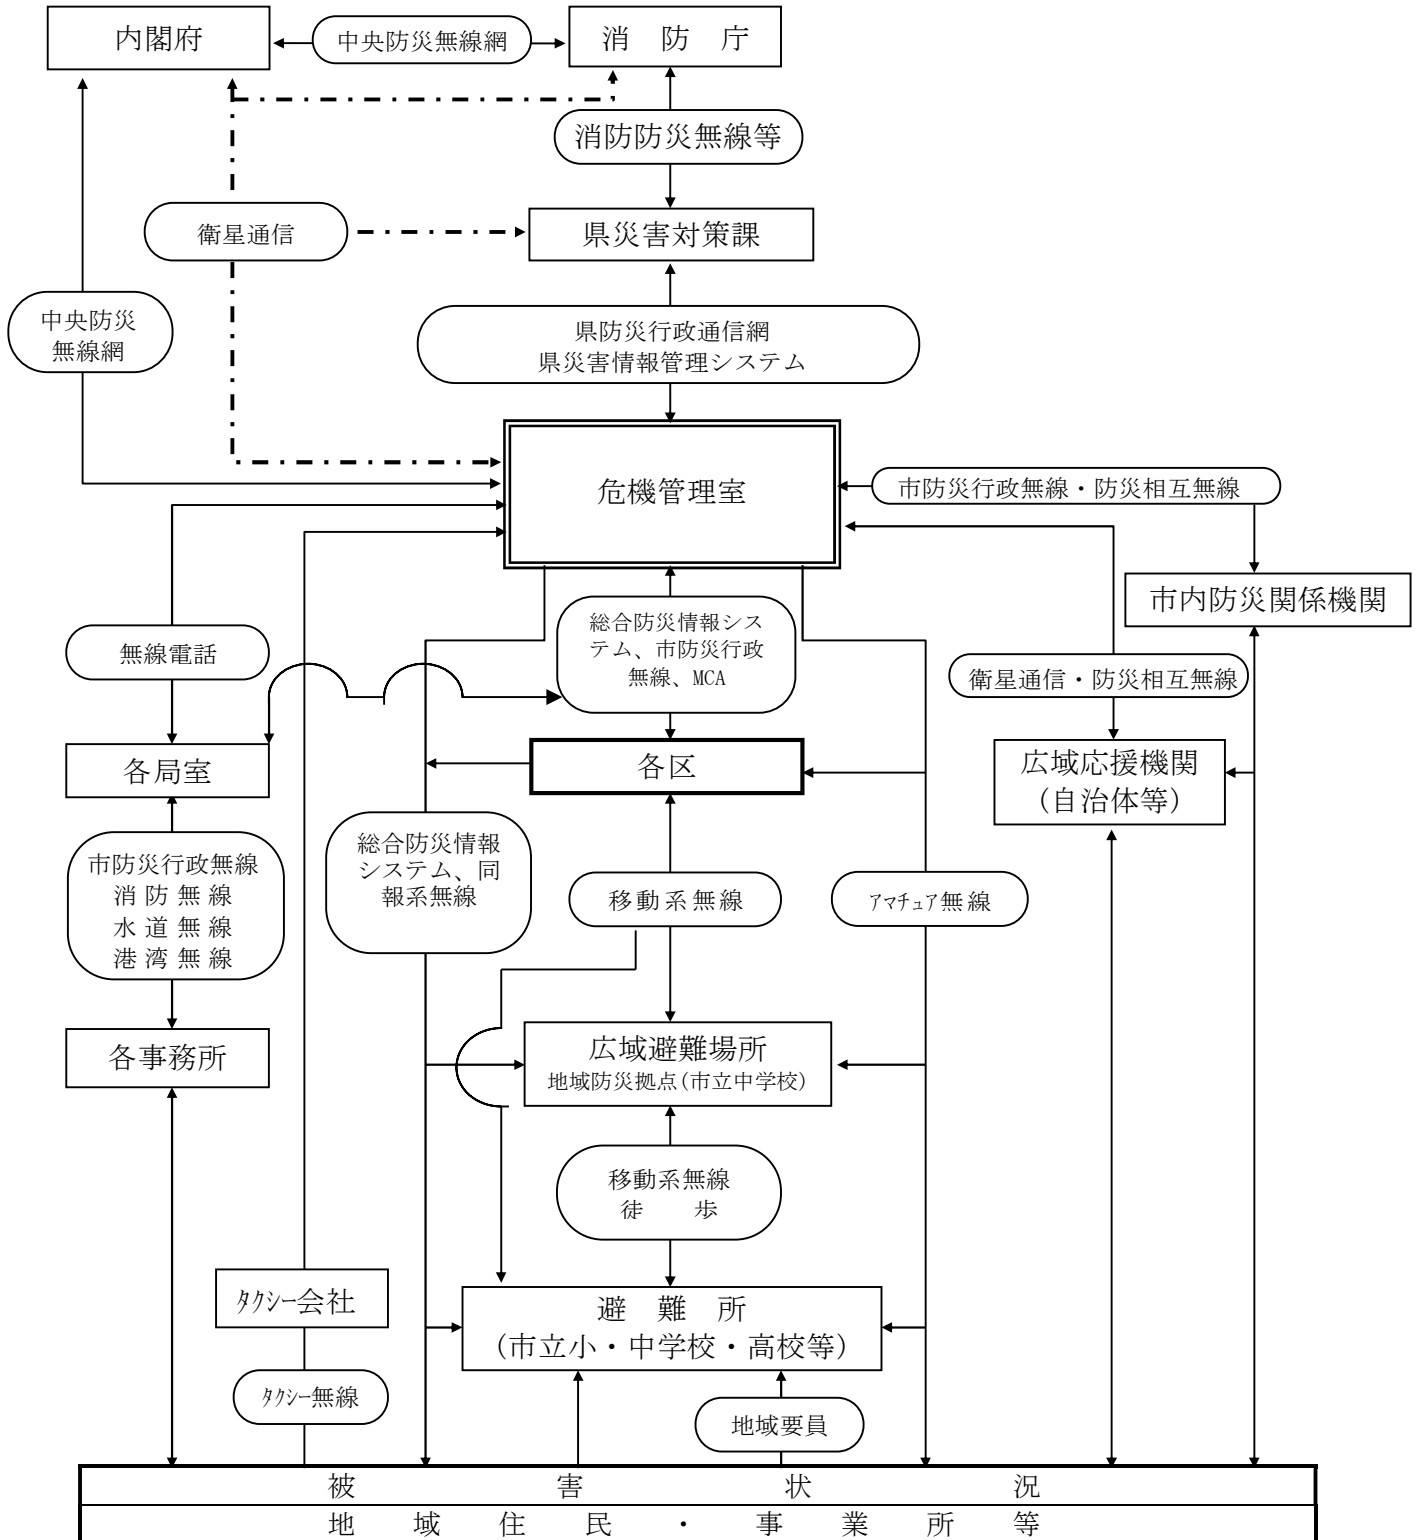 内閣府
中央防災無線網
消　防　庁
消防防災無線等
衛星通信
県災害対策課
中央防災
無線網
県防災行政通信網
県災害情報管理システム
危機管理室
市防災行政無線・防災相互無線
市内防災関係機関
総合防災情報シス
テム、市防災行政
無線、MCA
無線電話
衛星通信・防災相互無線
各局室
各区
広域応援機関
(自治体等)
市防災行政無線
消 防 無 線
水 道 無 線
港 湾 無 線
総合防災情報
システム、同
報系無線
移動系無線
ｱﾏﾁｭｱ無線
各事務所
広域避難場所
地域防災拠点(市立中学校)
移動系無線
徒　　歩
ﾀｸｼｰ会社
避　難　所
(市立小・中学校・高校等)
ﾀｸｼｰ無線
地域要員
被　害　状　況
地　域　住　民　・　事　業　所　等